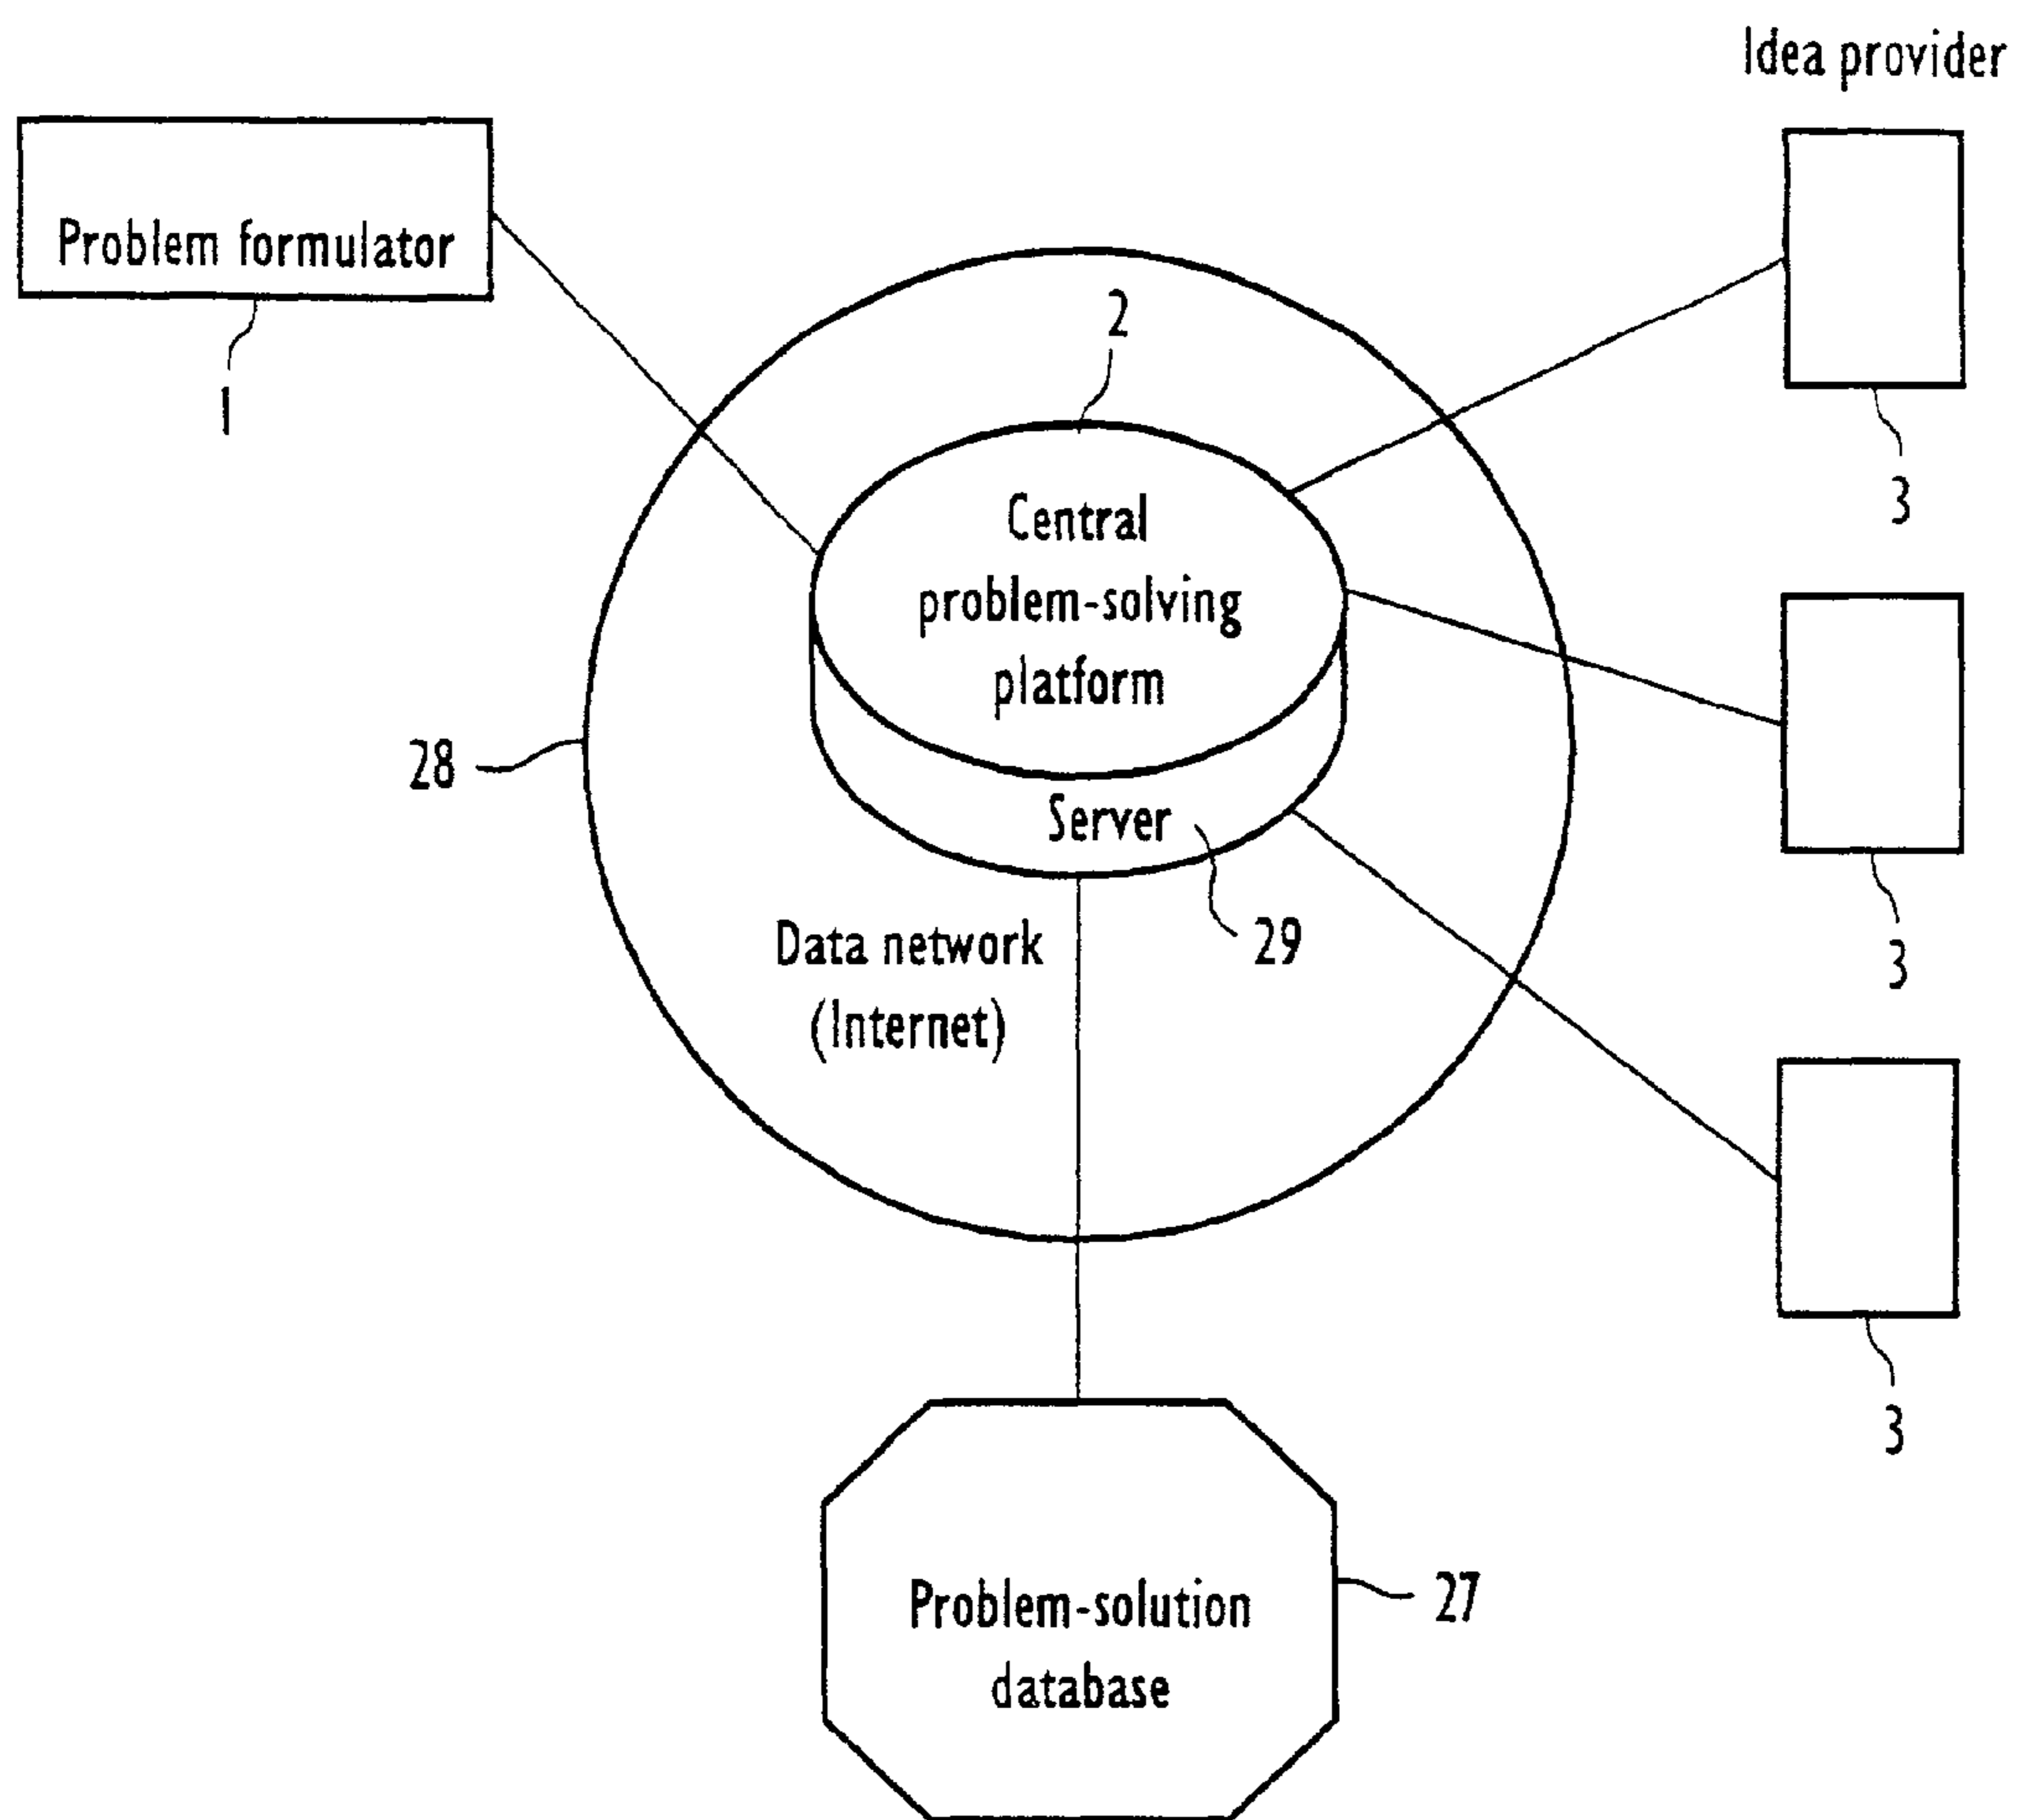 Idea provider
Problem formulator
1
2
3
Central
problem-solving
platform
28
Server
29
3
Data network
(Internet)
3
27
Problem-solution
database